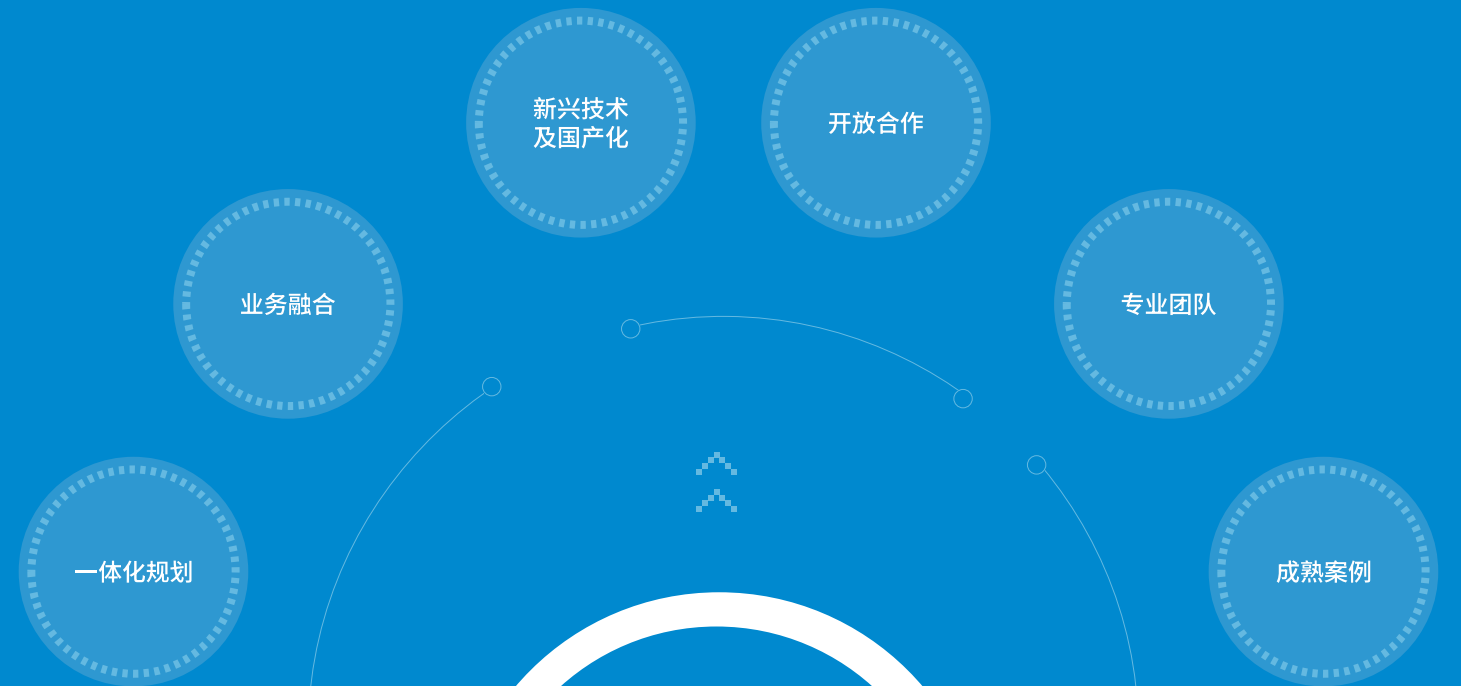 新兴技术
及国产化
开放合作
业务融合
专业团队
一体化规划
成熟案例